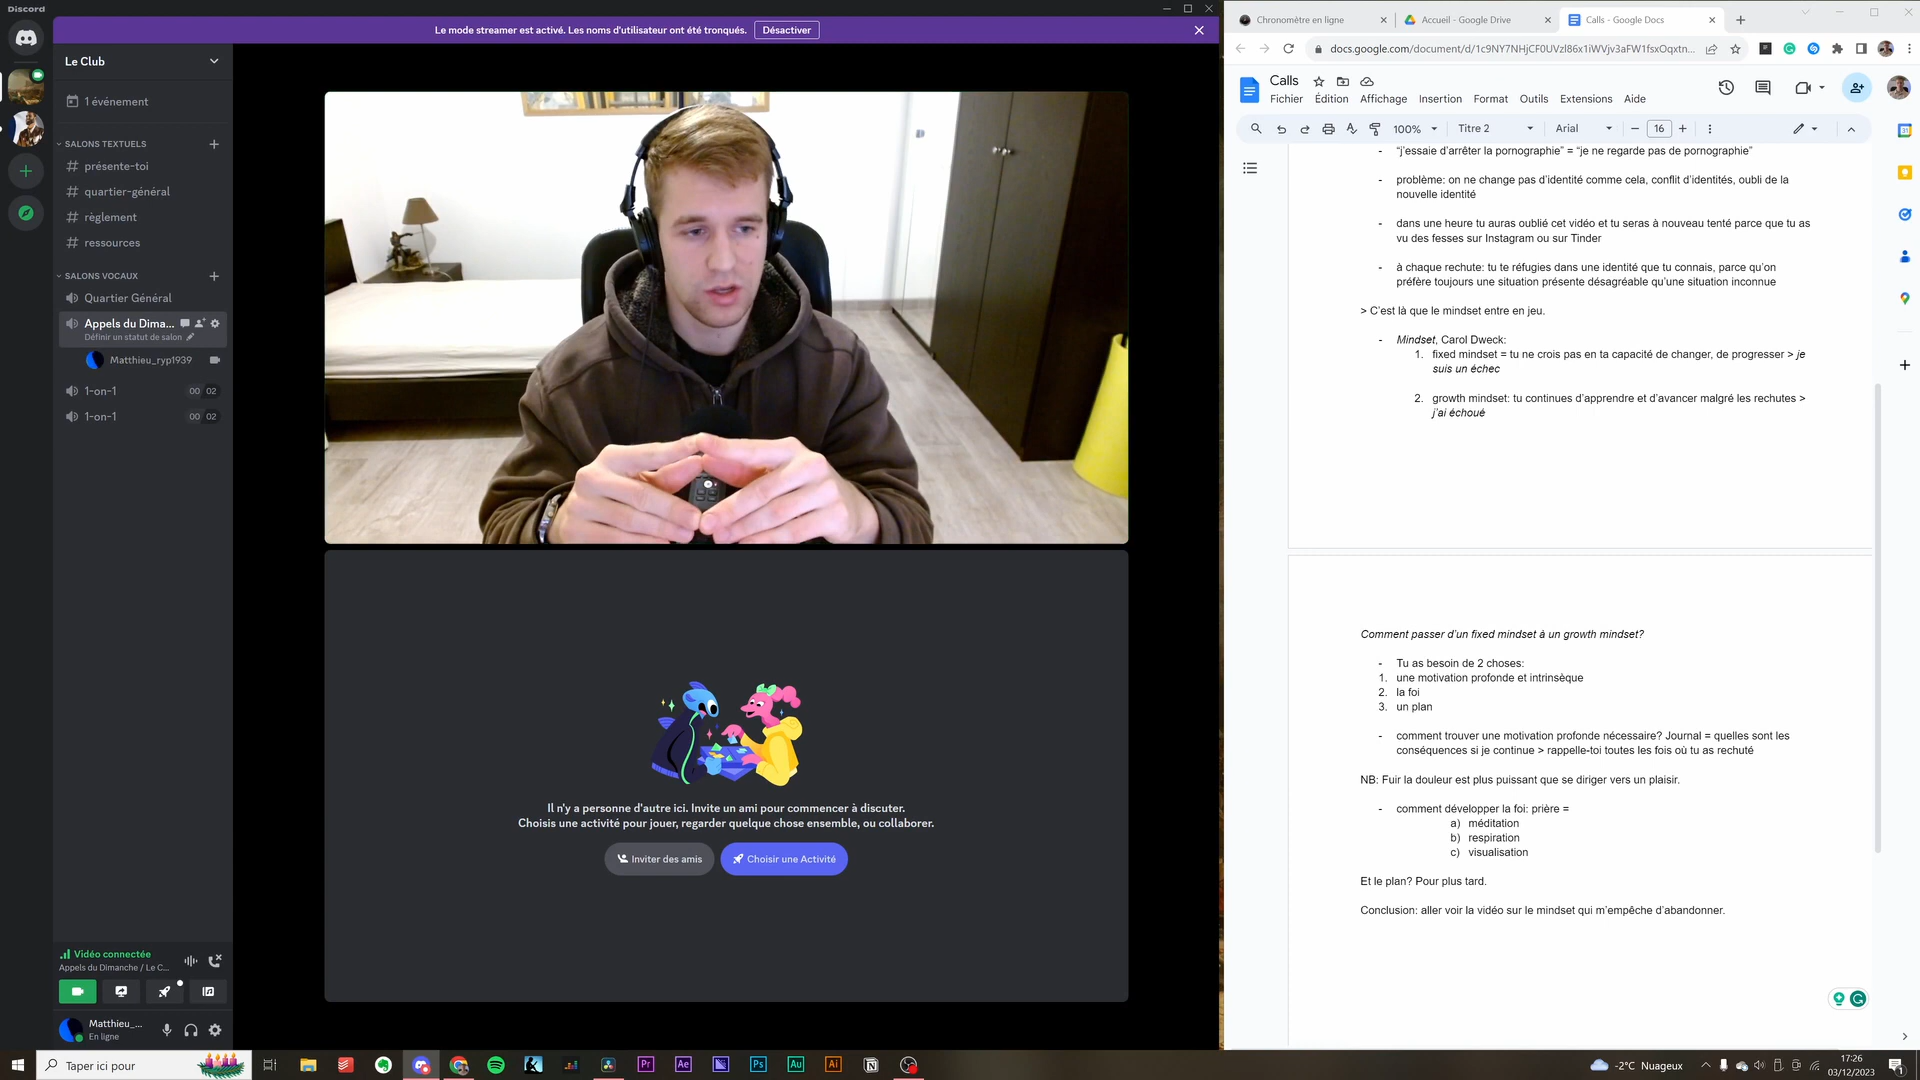 Discord
Le mode streamer est activé. Les noms d'utilisateur ont été tronqués.
Désactiver
Le Club
1 événement
SALONS TEXTUELS
présente-toi
quartier-général
règlement
ressources
SALONS VOCAUX
Quartier Général
Appels du Dima...
Définir un statut de salon
Matthieu_ryp1939
1-on-1
00 02
1-on-1
00 02
Il n'y a personne d'autre ici. Invite un ami pour commencer à discuter.
Choisis une activité pour jouer, regarder quelque chose ensemble, ou collaborer.
Inviter des amis
Choisir une Activité
Vidéo connectée
Appels du Dimanche / Le C...
Matthieu_...
En ligne
Chronomètre en ligne
Accueil - Google Drive
Calls - Google Docs
docs.google.com/document/d/1c9NY7NHjCF0UVzl86x1iWVjv3aFW1fsxOqxtn...
Calls
Fichier Édition Affichage Insertion Format Outils Extensions Aide
100% Titre 2 Arial 16
- “j’essaie d’arrêter la pornographie” = “je ne regarde pas de pornographie”
- problème: on ne change pas d’identité comme cela, conflit d’identités, oubli de la
nouvelle identité
- dans une heure tu auras oublié cet vidéo et tu seras à nouveau tenté parce que tu as
vu des fesses sur Instagram ou sur Tinder
- à chaque rechute: tu te réfugies dans une identité que tu connais, parce qu’on
préfère toujours une situation présente désagréable qu’une situation inconnue
> C’est là que le mindset entre en jeu.
- Mindset, Carol Dweck:
1. fixed mindset = tu ne crois pas en ta capacité de changer, de progresser > je
suis un échec
2. growth mindset: tu continues d’apprendre et d’avancer malgré les rechutes >
j’ai échoué
Comment passer d’un fixed mindset à un growth mindset?
- Tu as besoin de 2 choses:
1. une motivation profonde et intrinsèque
2. la foi
3. un plan
- comment trouver une motivation profonde nécessaire? Journal = quelles sont les
conséquences si je continue > rappelle-toi toutes les fois où tu as rechuté
NB: Fuir la douleur est plus puissant que se diriger vers un plaisir.
- comment développer la foi: prière =
a) méditation
b) respiration
c) visualisation
Et le plan? Pour plus tard.
Conclusion: aller voir la vidéo sur le mindset qui m’empêche d’abandonner.
Taper ici pour
Pr
Ae
Ps
Au
Ai
-2°C Nuageux
17:26
03/12/2023